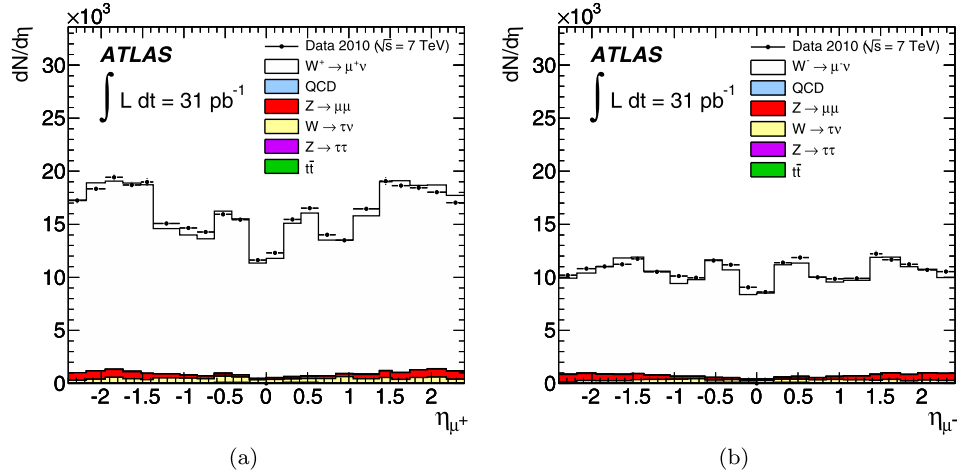 ×10³
dN/dη
ATLAS
∫ L dt = 31 pb⁻¹
Data 2010 (√s = 7 TeV)
W⁺ → μ⁺ν
QCD
Z → μμ
W → τν
Z → ττ
tt̄
30
25
20
15
10
5
0
-2 -1.5 -1 -0.5 0 0.5 1 1.5 2
η_μ⁺
(a)
×10³
dN/dη
ATLAS
∫ L dt = 31 pb⁻¹
Data 2010 (√s = 7 TeV)
W⁻ → μ⁻ν
QCD
Z → μμ
W → τν
Z → ττ
tt̄
30
25
20
15
10
5
0
-2 -1.5 -1 -0.5 0 0.5 1 1.5 2
η_μ⁻
(b)